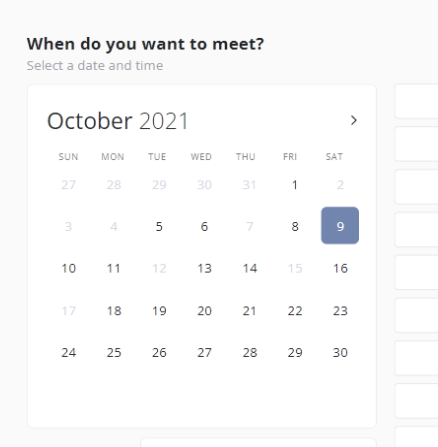 When do you want to meet?
Select a date and time
October 2021 >
SUN MON TUE WED THU FRI SAT
27 28 29 30 31 1 2
3 4 5 6 7 8 9
10 11 12 13 14 15 16
17 18 19 20 21 22 23
24 25 26 27 28 29 30